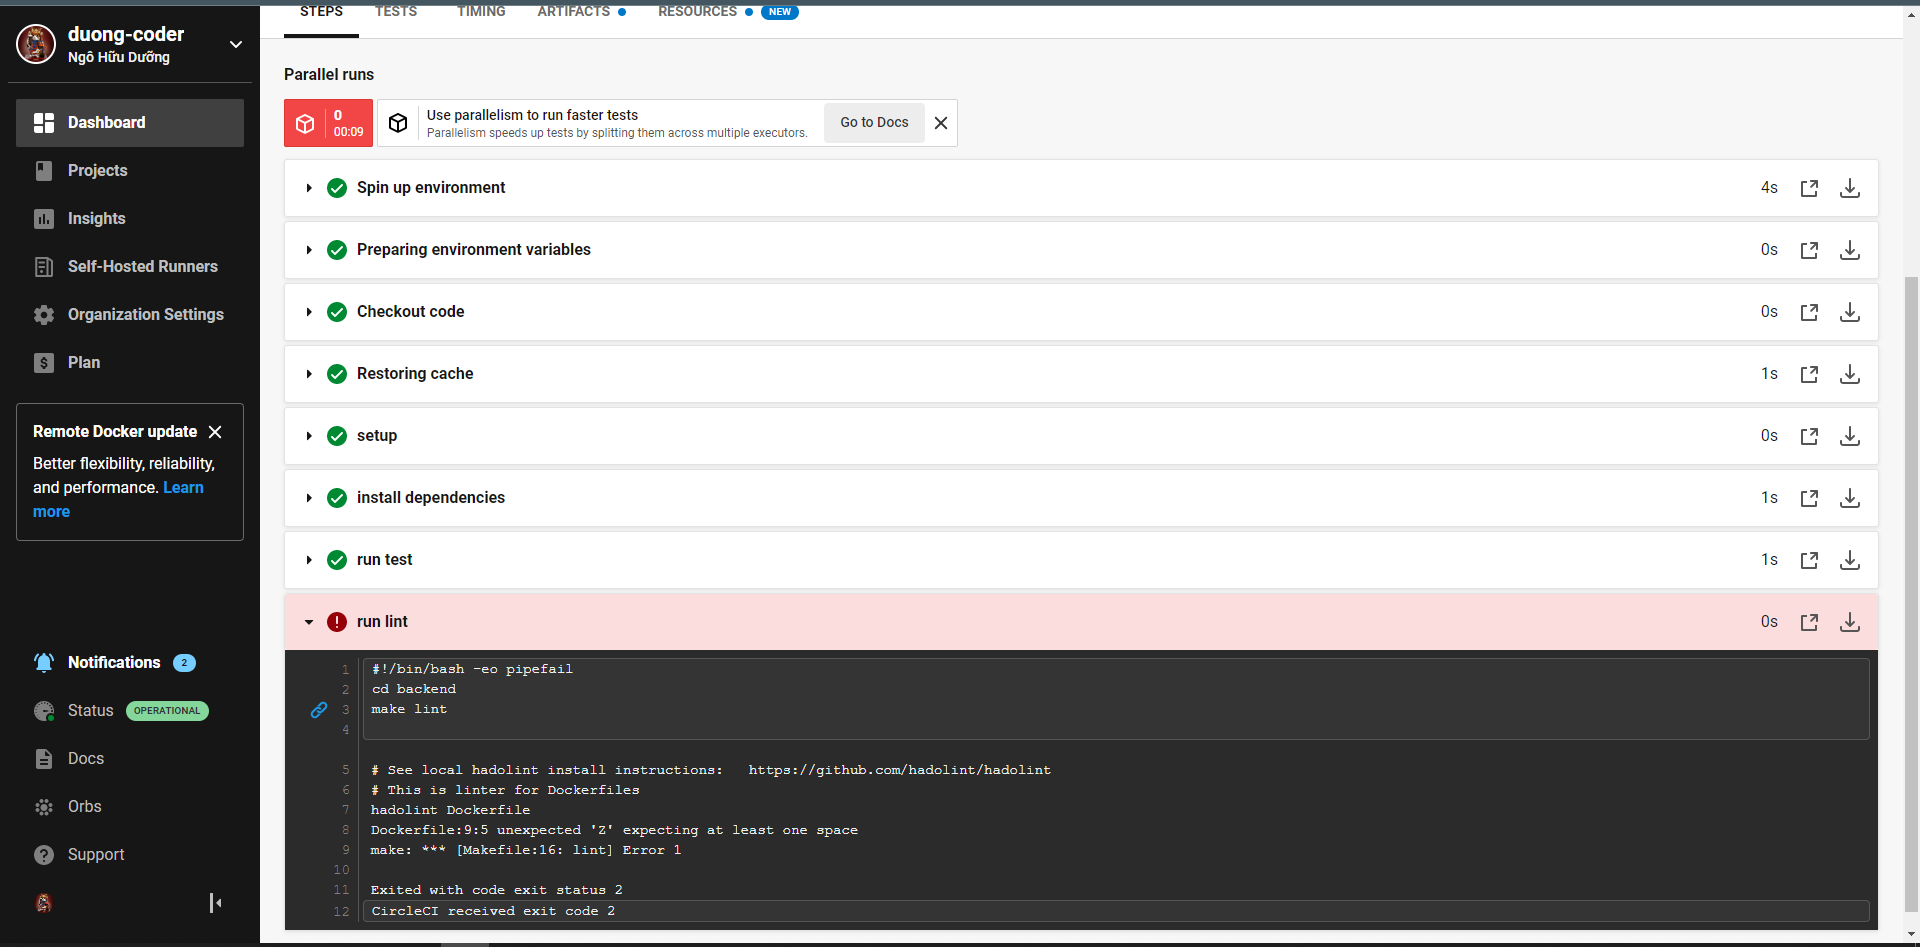 duong-coder
Ngô Hữu Dưỡng
Dashboard
Projects
Insights
Self-Hosted Runners
Organization Settings
Plan
Remote Docker update
Better flexibility, reliability,
and performance. Learn
more
Notifications 2
Status OPERATIONAL
Docs
Orbs
Support
STEPS TESTS TIMING ARTIFACTS RESOURCES NEW
Parallel runs
0
00:09
Use parallelism to run faster tests
Parallelism speeds up tests by splitting them across multiple executors.
Go to Docs
Spin up environment 4s
Preparing environment variables 0s
Checkout code 0s
Restoring cache 1s
setup 0s
install dependencies 1s
run test 1s
run lint 0s
1 #!/bin/bash -eo pipefail
2 cd backend
3 make lint
4
5 # See local hadolint install instructions:   https://github.com/hadolint/hadolint
6 # This is linter for Dockerfiles
7 hadolint Dockerfile
8 Dockerfile:9:5 unexpected 'Z' expecting at least one space
9 make: *** [Makefile:16: lint] Error 1
10
11 Exited with code exit status 2
12 CircleCI received exit code 2